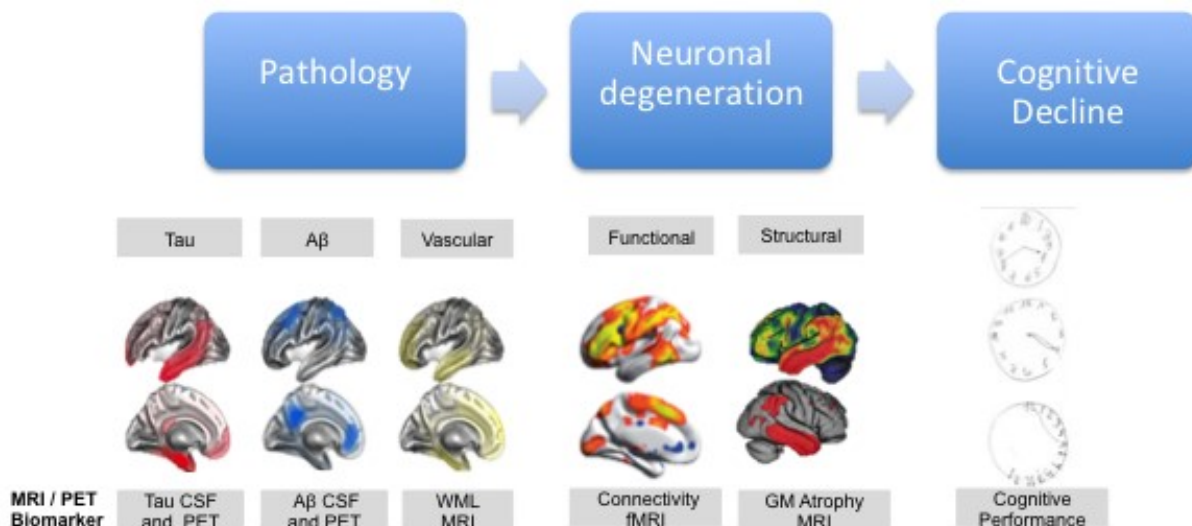 Pathology
Neuronal
degeneration
Cognitive
Decline
Tau
Aβ
Vascular
Functional
Structural
MRI / PET
Biomarker
Tau CSF
and PET
Aβ CSF
and PET
WML
MRI
Connectivity
fMRI
GM Atrophy
MRI
Cognitive
Performance